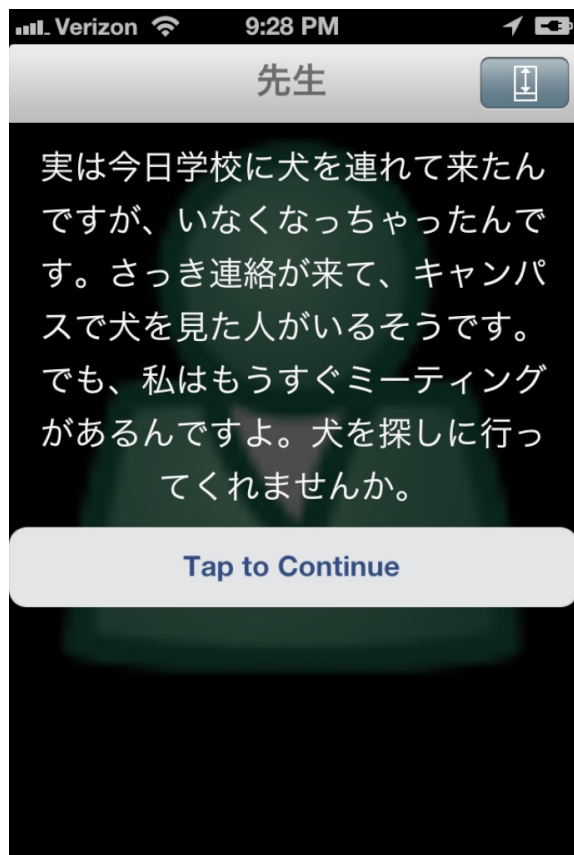 Verizon 9:28 PM
先生
実は今日学校に犬を連れて来たん
ですが、いなくなっちゃったんで
す。さっき連絡が来て、キャンパ
スで犬を見た人がいるそうです。
でも、私はもうすぐミーティング
があるんですよ。犬を探しに行っ
てくれませんか。
Tap to Continue